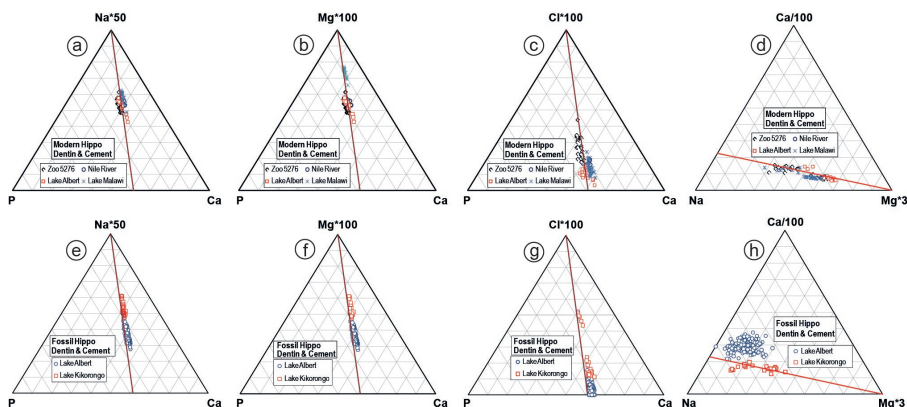 Na*50
Mg*100
Cl*100
Ca/100
a
b
c
d
Modern Hippo
Dentin & Cement
Zoo 5276
Nile River
Lake Albert
Lake Malawi
Modern Hippo
Dentin & Cement
Zoo 5276
Nile River
Lake Albert
Lake Malawi
Modern Hippo
Dentin & Cement
Zoo 5276
Nile River
Lake Albert
Lake Malawi
Modern Hippo
Dentin & Cement
Zoo 5276
Nile River
Lake Albert
Lake Malawi
P
Ca
P
Ca
P
Ca
Na
Mg*3
Na*50
Mg*100
Cl*100
Ca/100
e
f
g
h
Fossil Hippo
Dentin & Cement
Lake Albert
Lake Kikorongo
Fossil Hippo
Dentin & Cement
Lake Albert
Lake Kikorongo
Fossil Hippo
Dentin & Cement
Lake Albert
Lake Kikorongo
Fossil Hippo
Dentin & Cement
Lake Albert
Lake Kikorongo
P
Ca
P
Ca
P
Ca
Na
Mg*3